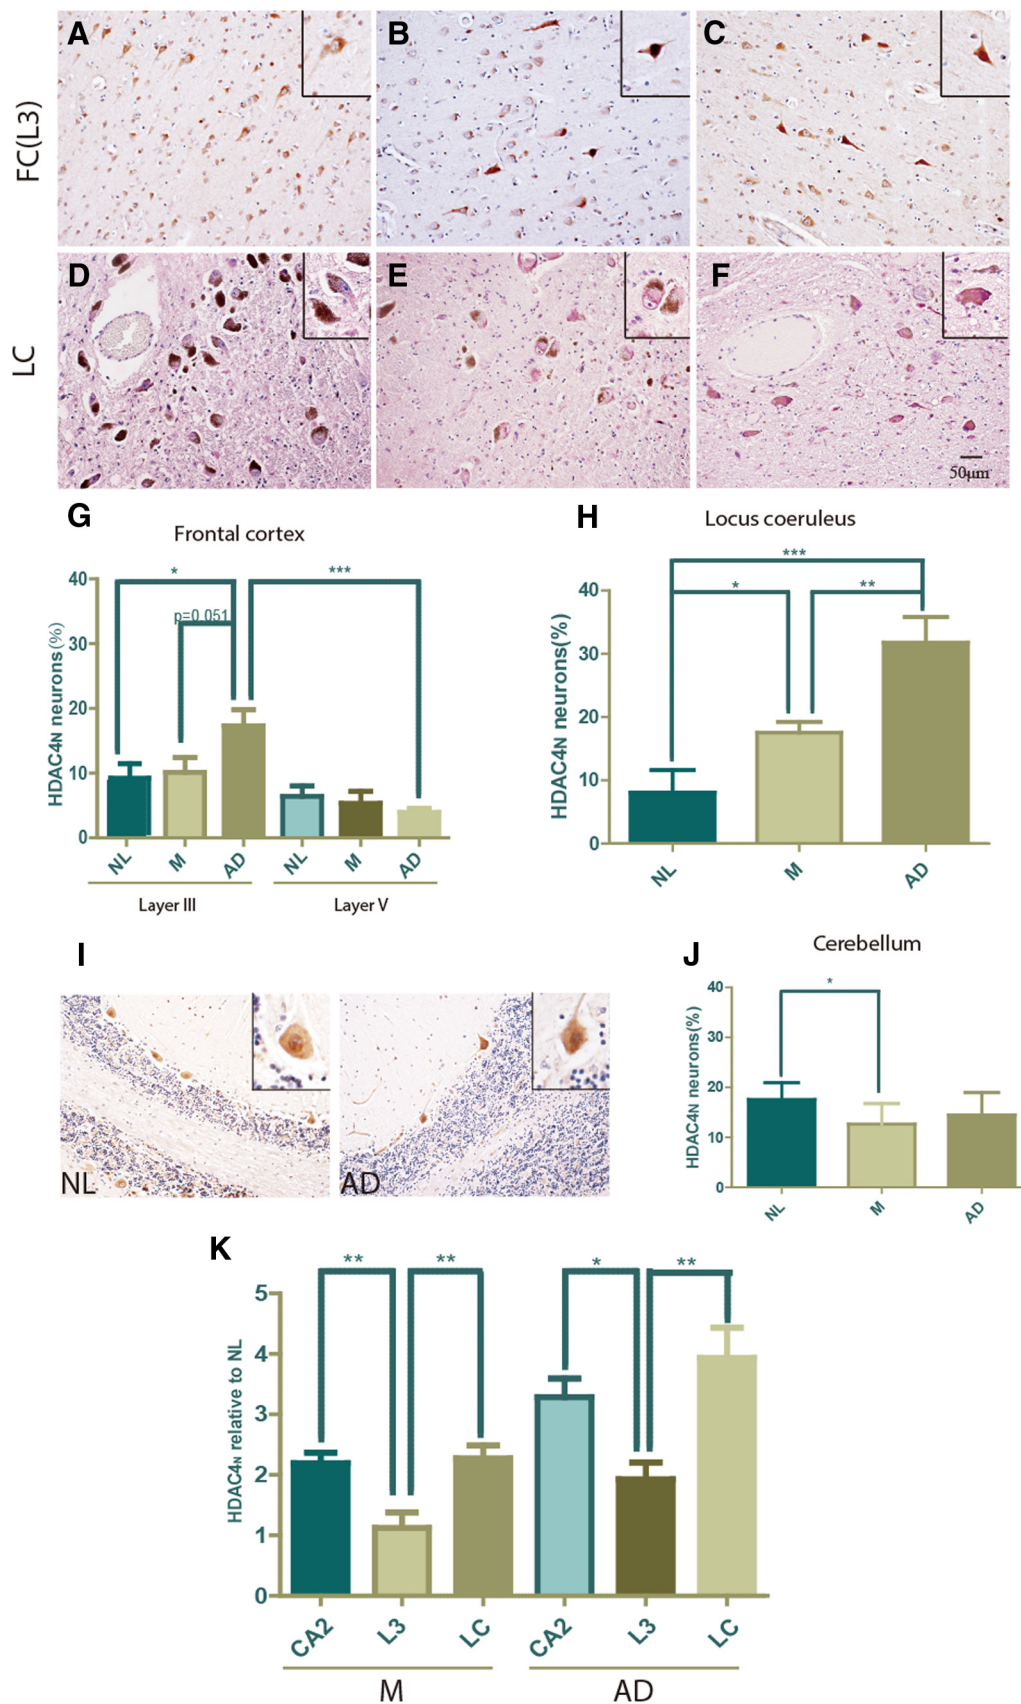 A
B
C
FC(L3)
D
E
F
LC
50μm
G
Frontal cortex
*
***
p=0.051
HDAC4N neurons(%)
40
30
20
10
0
NL
M
AD
NL
M
AD
Layer III
Layer V
H
Locus coeruleus
***
*
**
HDAC4N neurons(%)
40
30
20
10
0
NL
M
AD
I
NL
AD
J
Cerebellum
*
HDAC4N neurons(%)
40
30
20
10
0
NL
M
AD
K
**
**
*
**
HDAC4N relative to NL
5
4
3
2
1
0
CA2
L3
LC
CA2
L3
LC
M
AD